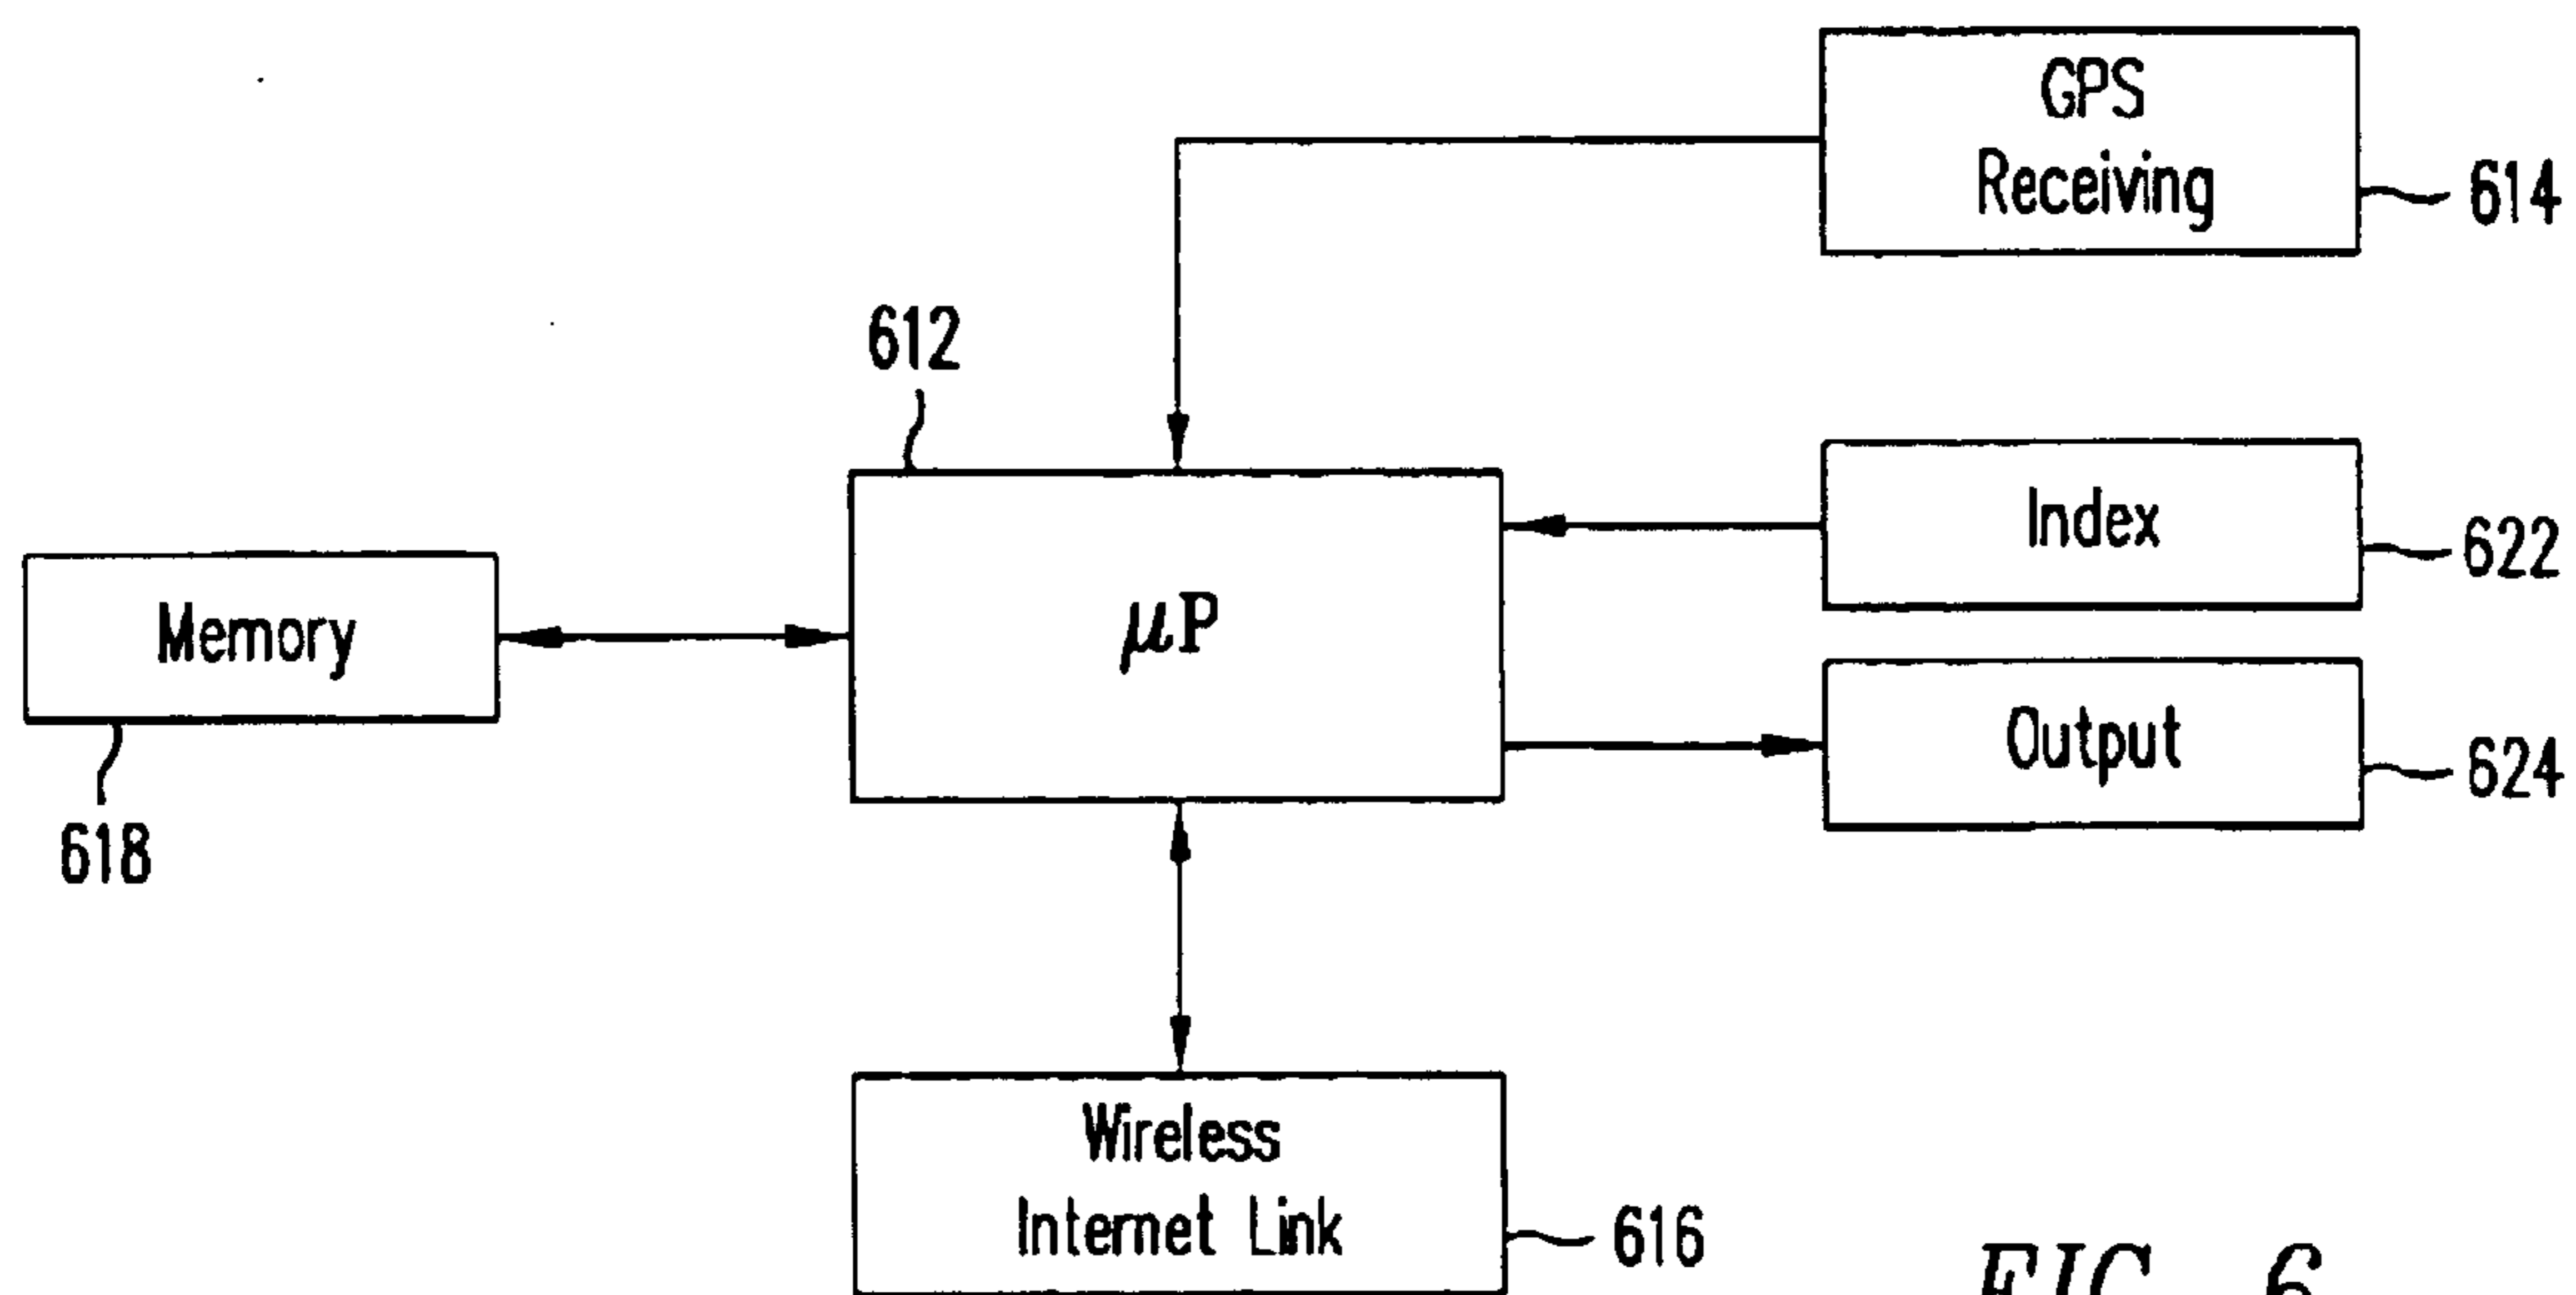 GPS
Receiving
614
612
Index
622
μP
Memory
Output
624
618
Wireless
Internet Link
616
FIG. 6